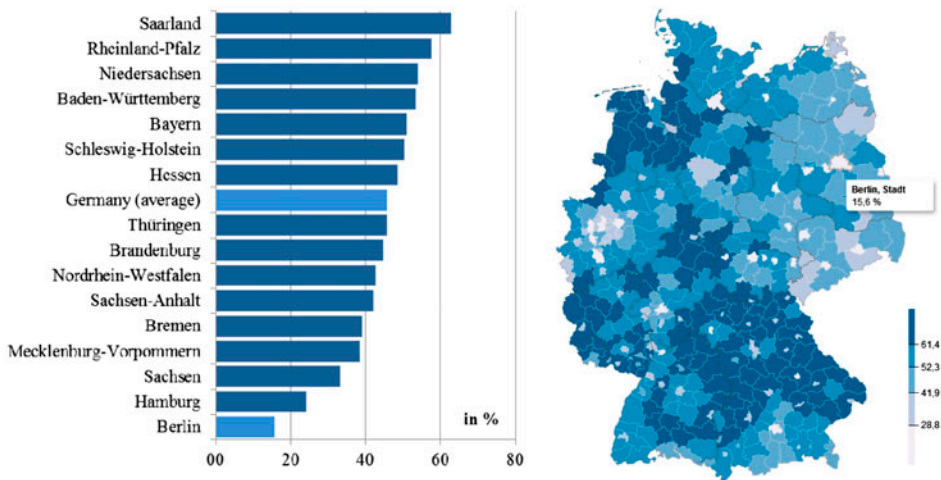 Saarland
Rheinland-Pfalz
Niedersachsen
Baden-Württemberg
Bayern
Schleswig-Holstein
Hessen
Germany (average)
Thüringen
Brandenburg
Nordrhein-Westfalen
Sachsen-Anhalt
Bremen
Mecklenburg-Vorpommern
Sachsen
Hamburg
Berlin
in %
00 20 40 60 80
Berlin, Stadt
15,6 %
61,4
52,3
41,9
28,8